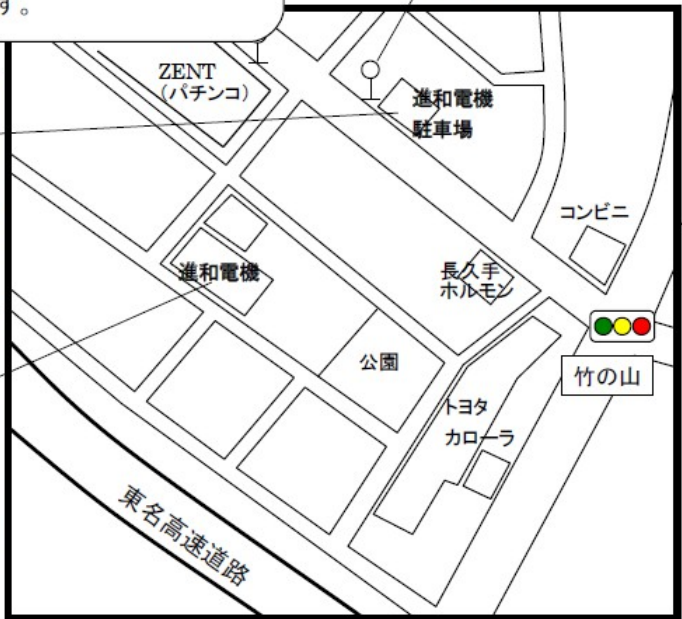 す。
ZENT
（パチンコ）
進和電機
駐車場
コンビニ
進和電機
長久手
ホルモン
竹の山
公園
トヨタ
カローラ
東名高速道路